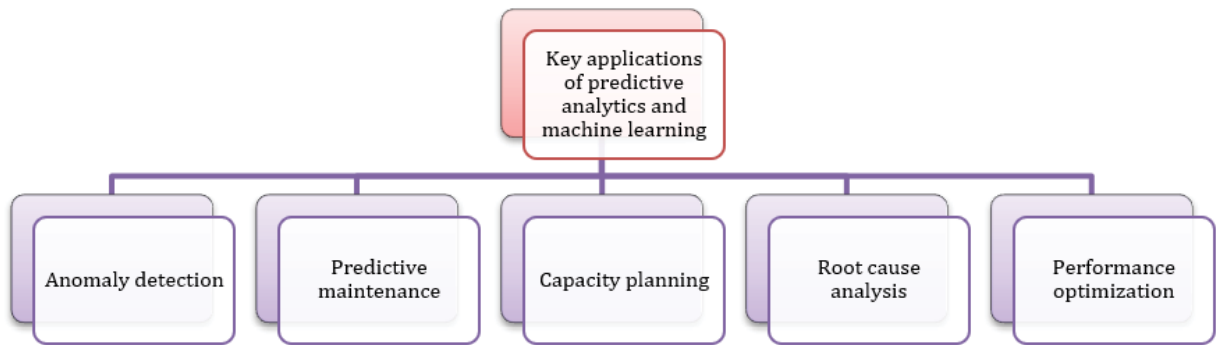 Key applications
of predictive
analytics and
machine learning
Anomaly detection
Predictive
maintenance
Capacity planning
Root cause
analysis
Performance
optimization